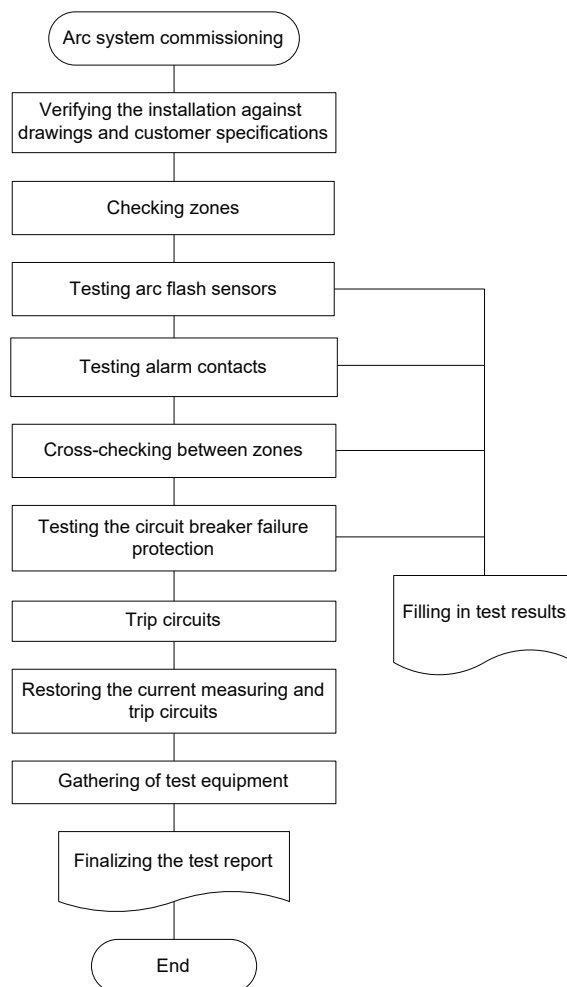 Arc system commissioning
Verifying the installation against
drawings and customer specifications
Checking zones
Testing arc flash sensors
Testing alarm contacts
Cross-checking between zones
Testing the circuit breaker failure
protection
Filling in test results
Trip circuits
Restoring the current measuring and
trip circuits
Gathering of test equipment
Finalizing the test report
End